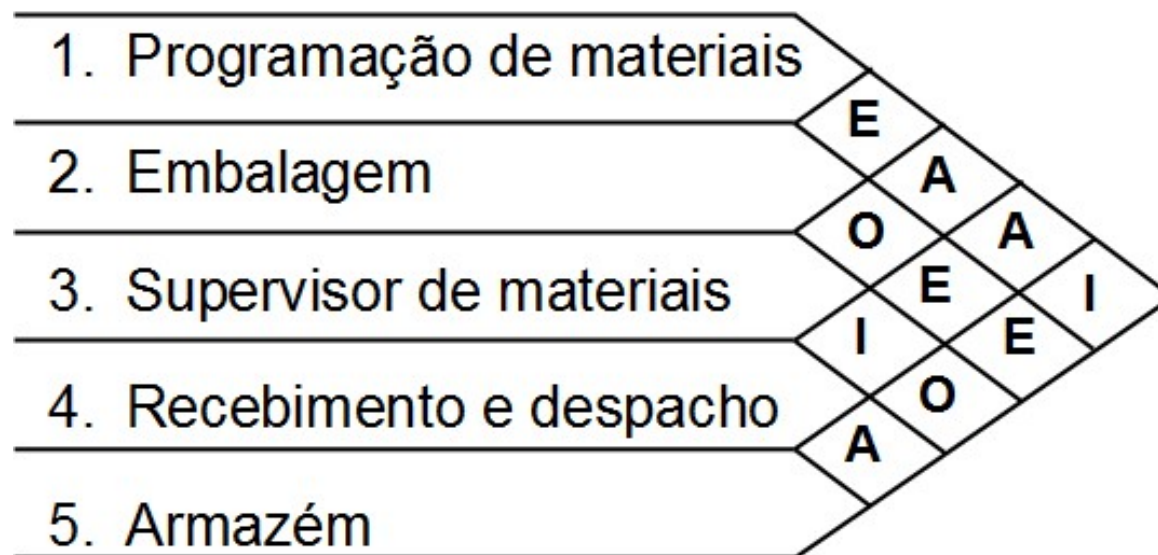 1. Programação de materiais
E
2. Embalagem
A
O
A
3. Supervisor de materiais
E
I
I
E
4. Recebimento e despacho
O
A
5. Armazém